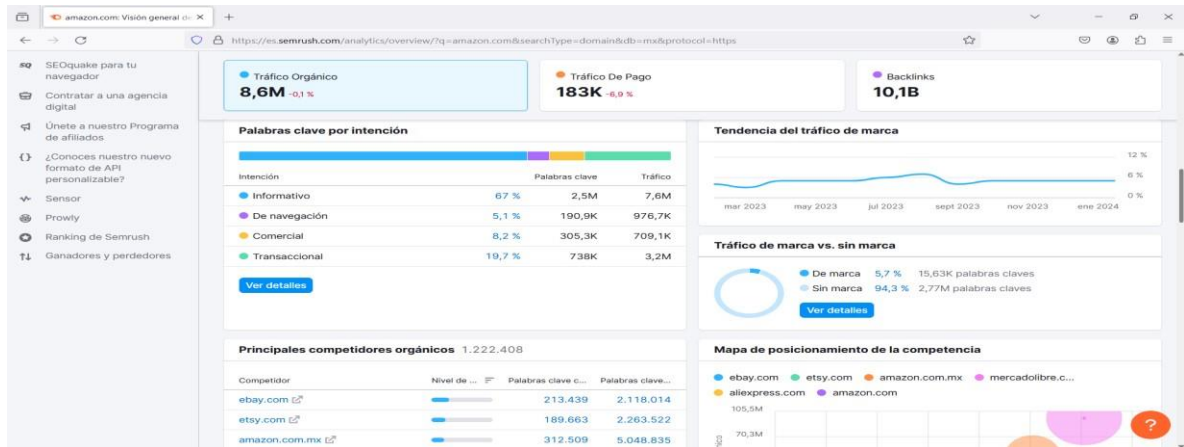 amazon.com: Visión general de
https://es.semrush.com/analytics/overview/?q=amazon.com&searchType=domain&db=mx&protocol=https
SEOquake para tu
navegador
Contratar a una agencia
digital
Únete a nuestro Programa
de afiliados
¿Conoces nuestro nuevo
formato de API
personalizable?
Sensor
Prowly
Ranking de Semrush
Ganadores y perdedores
Tráfico Orgánico
8,6M -0,1 %
Tráfico De Pago
183K -6,9 %
Backlinks
10,1B
Palabras clave por intención
Intención Palabras clave Tráfico
Informativo 67 % 2,5M 7,6M
De navegación 5,1 % 190,9K 976,7K
Comercial 8,2 % 305,3K 709,1K
Transaccional 19,7 % 738K 3,2M
Ver detalles
Tendencia del tráfico de marca
12 %
6 %
0 %
mar 2023 may 2023 jul 2023 sept 2023 nov 2023 ene 2024
Tráfico de marca vs. sin marca
De marca 5,7 % 15,63K palabras claves
Sin marca 94,3 % 2,77M palabras claves
Ver detalles
Principales competidores orgánicos 1.222.408
Competidor Nivel de ... Palabras clave c... Palabras clave...
ebay.com 213.439 2.118.014
etsy.com 189.663 2.263.522
amazon.com.mx 312.509 5.048.835
Mapa de posicionamiento de la competencia
ebay.com etsy.com amazon.com.mx mercadolibre.c...
aliexpress.com amazon.com
105,5M
70,3M
?